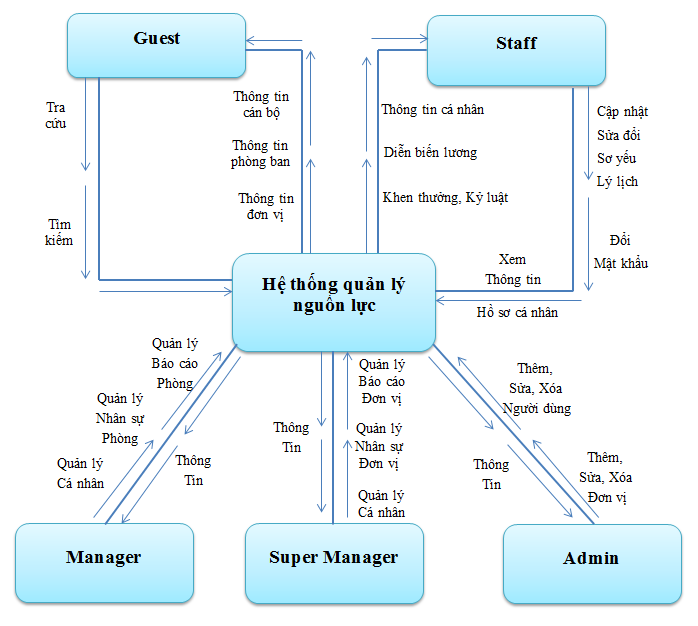 Guest
Staff
Tra
cứu
Tìm
kiếm
Thông tin
cán bộ
Thông tin
phòng ban
Thông tin
đơn vị
Thông tin cá nhân
Diễn biến lương
Khen thưởng, Kỷ luật
Cập nhật
Sửa đổi
Sơ yếu
Lý lịch
Đổi
Mật khẩu
Xem
Thông tin
Hồ sơ cá nhân
Hệ thống quản lý
nguồn lực
Quản lý
Báo cáo
Phòng
Quản lý
Nhân sự
Phòng
Quản lý
Cá nhân
Thông
Tin
Thông
Tin
Quản lý
Báo cáo
Đơn vị
Quản lý
Nhân sự
Đơn vị
Quản lý
Cá nhân
Thêm,
Sửa, Xóa
Người dùng
Thông
Tin
Thêm,
Sửa, Xóa
Đơn vị
Manager
Super Manager
Admin